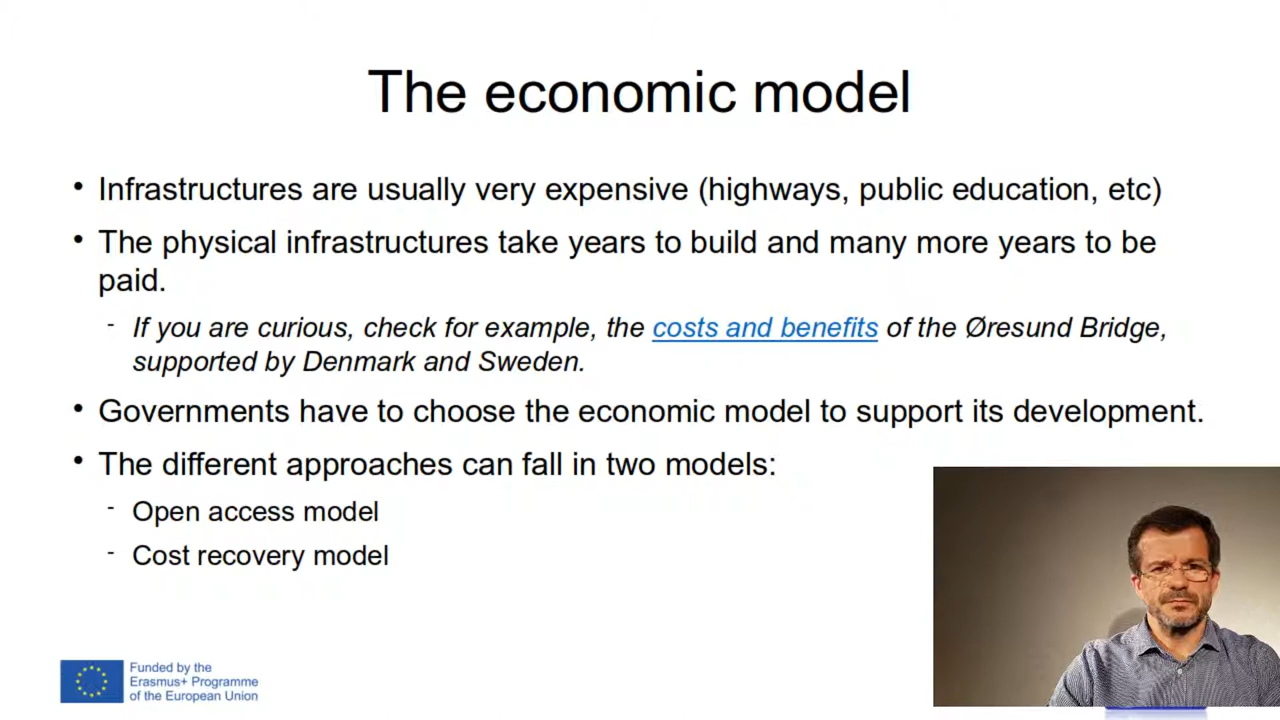 The economic model
• Infrastructures are usually very expensive (highways, public education, etc)
• The physical infrastructures take years to build and many more years to be
paid.
- If you are curious, check for example, the costs and benefits of the Øresund Bridge,
supported by Denmark and Sweden.
• Governments have to choose the economic model to support its development.
• The different approaches can fall in two models:
- Open access model
- Cost recovery model
Funded by the
Erasmus+ Programme
of the European Union